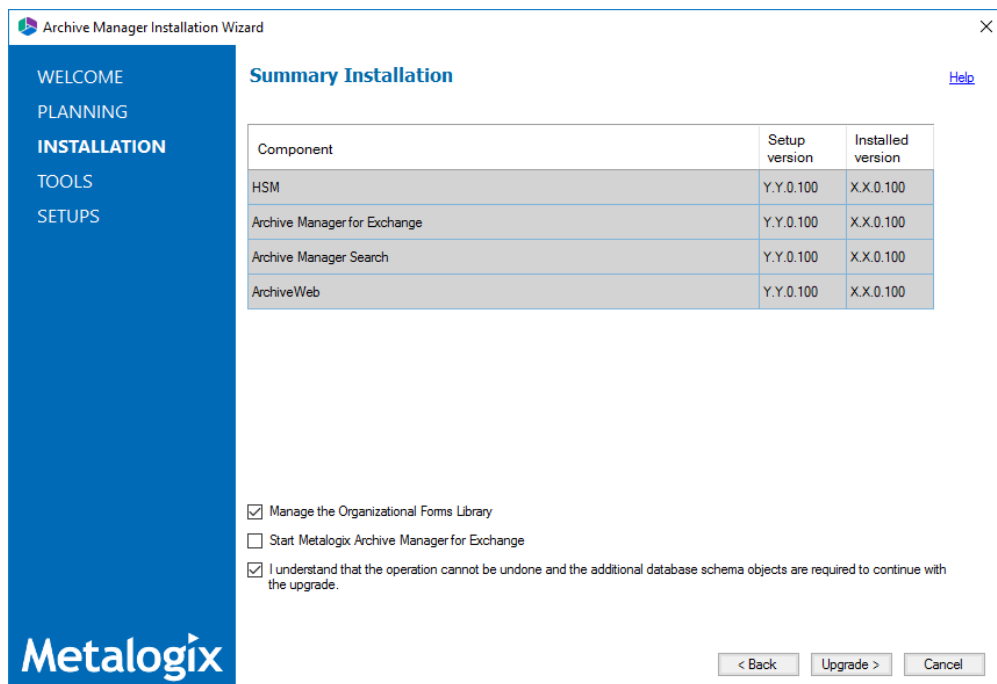 Archive Manager Installation Wizard
WELCOME
PLANNING
INSTALLATION
TOOLS
SETUPS
Metalogix
Summary Installation
Help
Component Setup version Installed version
HSM Y.Y.0.100 X.X.0.100
Archive Manager for Exchange Y.Y.0.100 X.X.0.100
Archive Manager Search Y.Y.0.100 X.X.0.100
ArchiveWeb Y.Y.0.100 X.X.0.100
Manage the Organizational Forms Library
Start Metalogix Archive Manager for Exchange
I understand that the operation cannot be undone and the additional database schema objects are required to continue with
the upgrade.
< Back Upgrade > Cancel